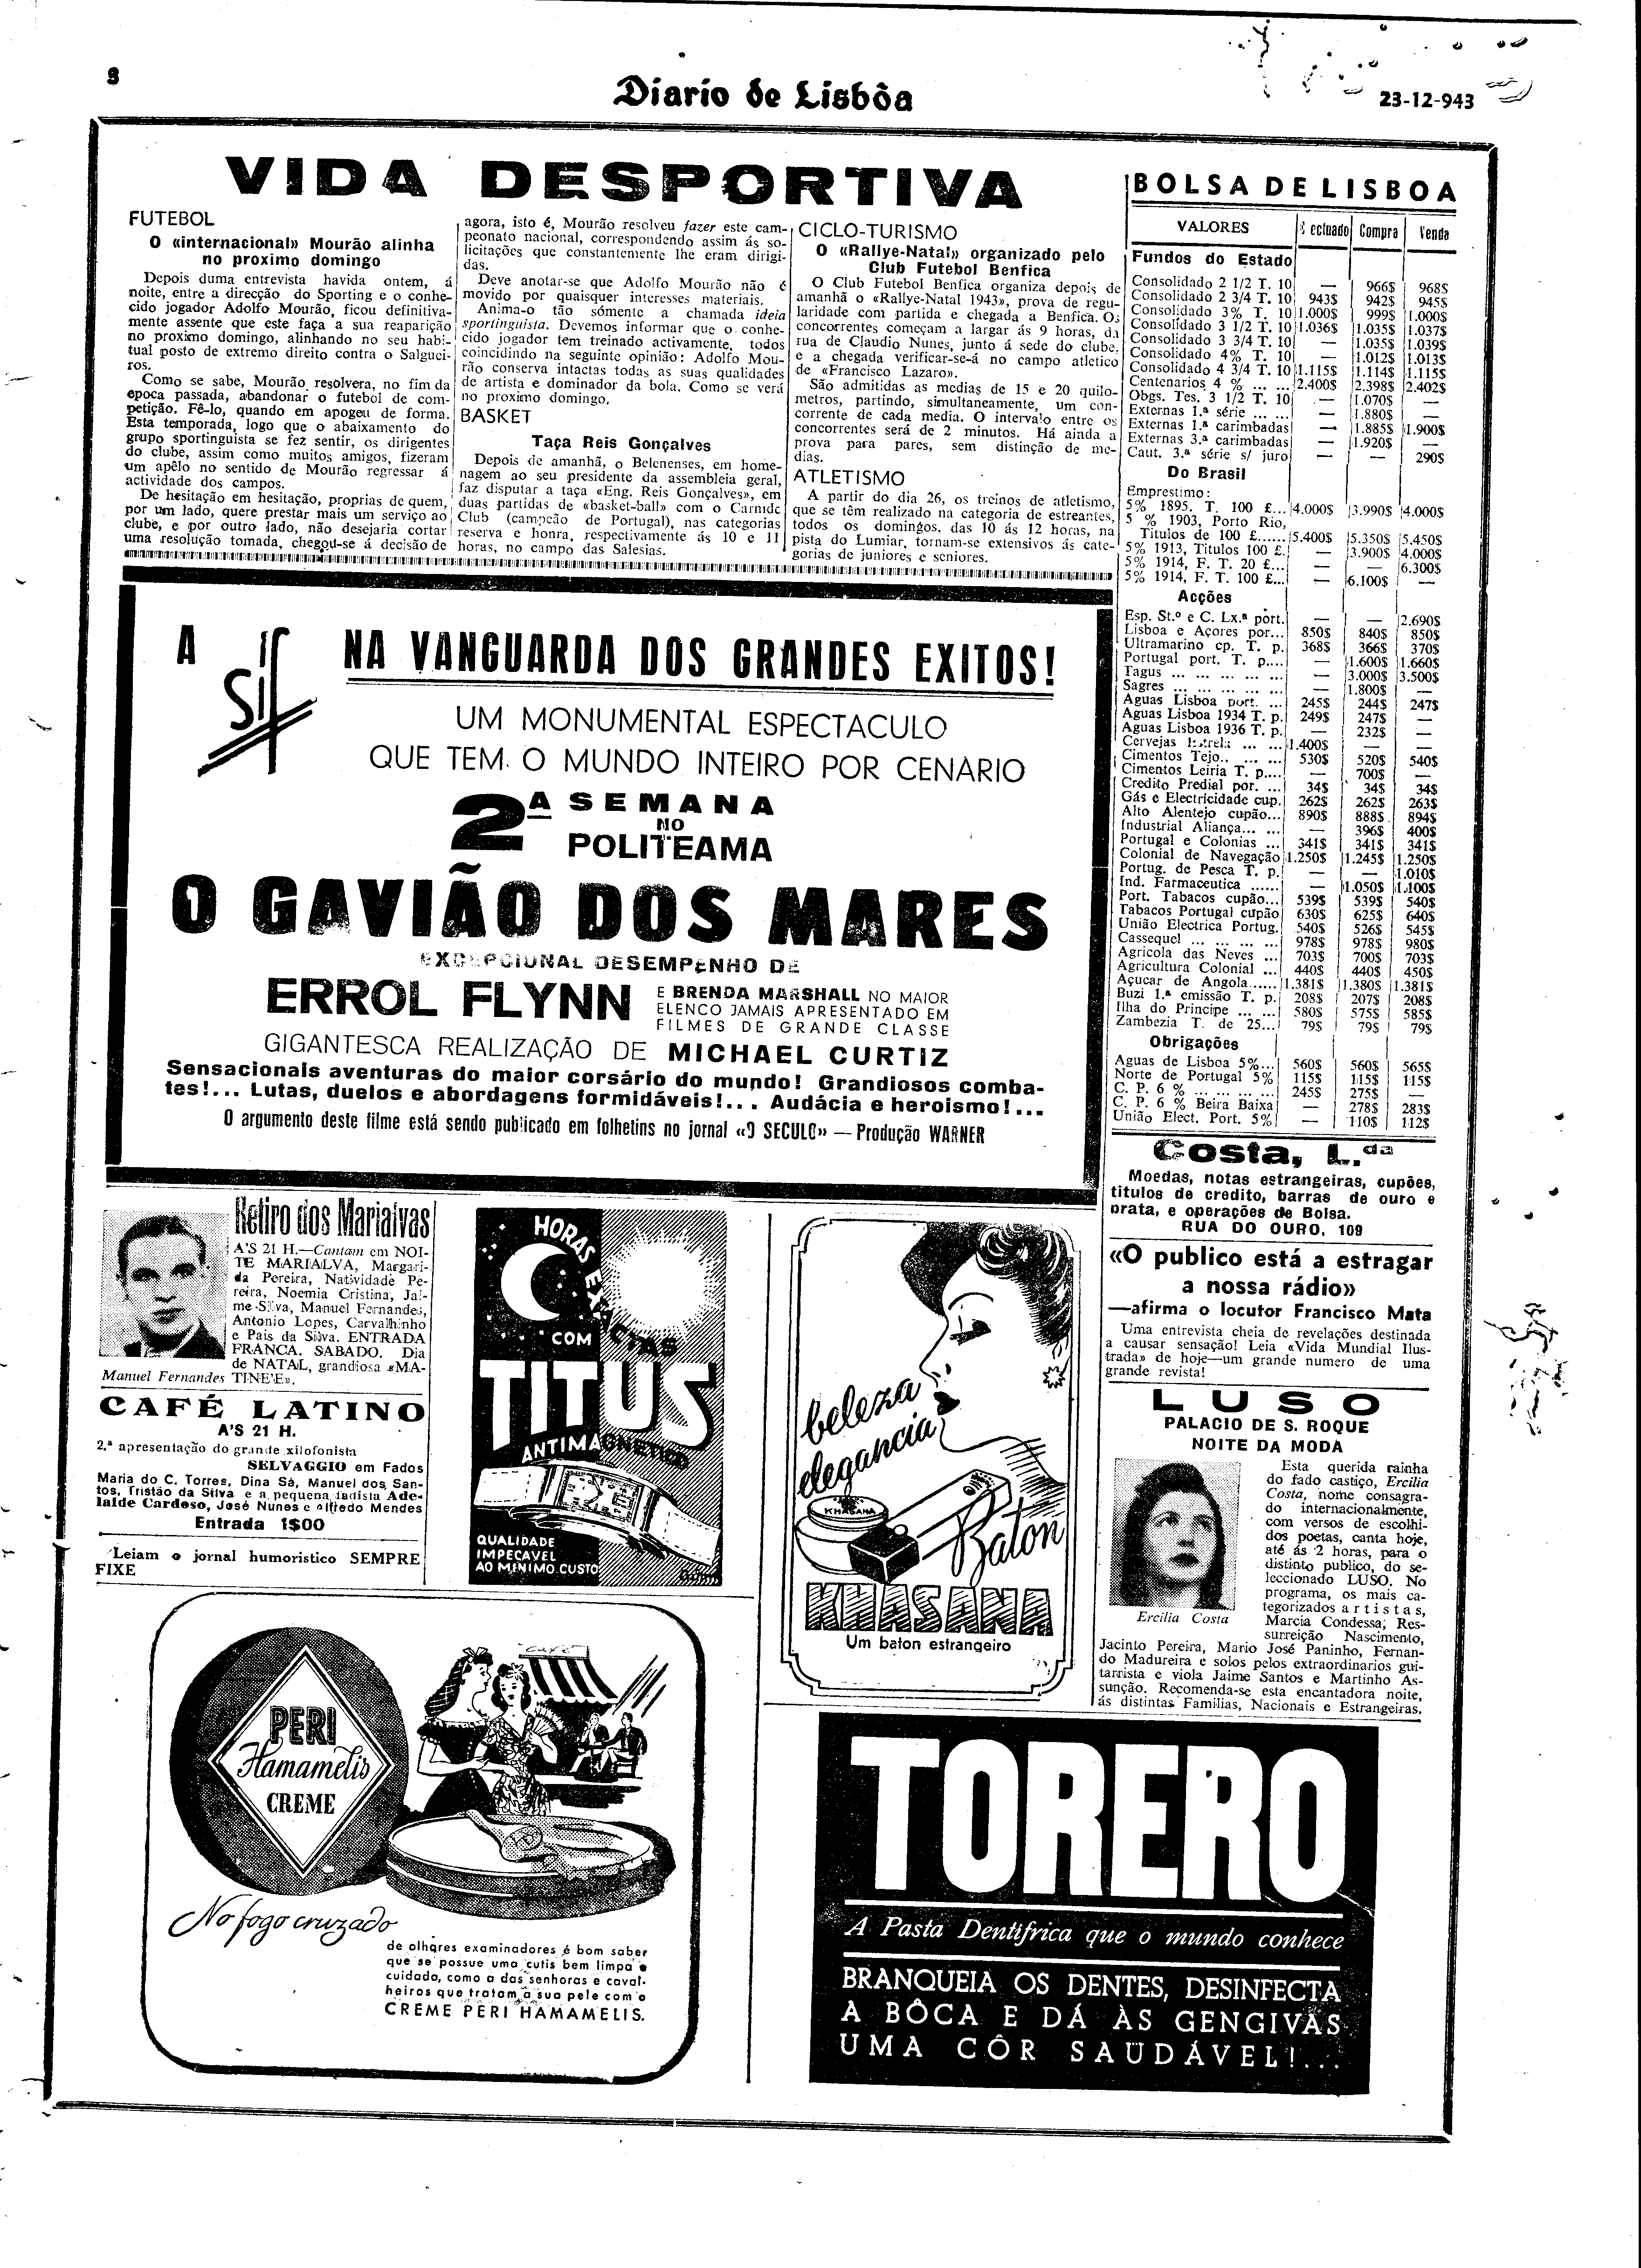 8
Diario de Lisbôa
23-12-943
VIDA DESPORTIVA
FUTEBOL
O «internacional» Mourão alinha
no proximo domingo
Depois duma entrevista havida ontem, á
noite, entre a direcção do Sporting e o conhe-
cido jogador Adolfo Mourão, ficou definitiva-
mente assente que este faça a sua reaparição
no proximo domingo, alinhando no seu habi-
tual posto de extremo direito contra o Salguei-
ros.
Como se sabe, Mourão resolvera, no fim da
epoca passada, abandonar o futebol de com-
petição. Fê-lo, quando em apogeu de forma.
Esta temporada, logo que o abaixamento do
grupo sportinguista se fez sentir, os dirigentes
do clube, assim como muitos amigos, fizeram
um apêlo no sentido de Mourão regressar á
actividade dos campos.
De hesitação em hesitação, proprias de quem,
por um lado, quere prestar mais um serviço ao
clube, e por outro lado, não desejaria cortar
uma resolução tomada, chegou-se á decisão de
agora, isto é, Mourão resolveu fazer este cam-
peonato nacional, correspondendo assim ás so-
licitações que constantemente lhe eram dirigi-
das.
Deve anotar-se que Adolfo Mourão não é
movido por quaisquer interesses materiais.
Anima-o tão sómente a chamada ideia
sportinguista. Devemos informar que o conhe-
cido jogador tem treinado activamente, todos
coincidindo na seguinte opinião: Adolfo Mou-
rão conserva intactas todas as suas qualidades
de artista e dominador da bola. Como se verá
no proximo domingo.
BASKET
Taça Reis Gonçalves
Depois de amanhã, o Belenenses, em home-
nagem ao seu presidente da assembleia geral,
faz disputar a taça «Eng. Reis Gonçalves», em
duas partidas de «basket-ball» com o Carnide
Club (campeão de Portugal), nas categorias
reserva e honra, respectivamente ás 10 e 11
horas, no campo das Salesias.
CICLO-TURISMO
O «Rallye-Natal» organizado pelo
Club Futebol Benfica
O Club Futebol Benfica organiza depois de
amanhã o «Rallye-Natal 1943», prova de regu-
laridade com partida e chegada a Benfica. Os
concorrentes começam a largar ás 9 horas, da
rua de Claudio Nunes, junto á sede do clube,
e a chegada verificar-se-á no campo atletico
de «Francisco Lazaro».
São admitidas as medias de 15 e 20 quilo-
metros, partindo, simultaneamente, um con-
corrente de cada media. O intervalo entre os
concorrentes será de 2 minutos. Há ainda a
prova para pares, sem distinção de me-
dias.
ATLETISMO
A partir do dia 26, os treinos de atletismo,
que se têm realizado na categoria de estreantes,
todos os domingos, das 10 ás 12 horas, na
pista do Lumiar, tornam-se extensivos ás cate-
gorias de juniores e seniores.
BOLSA DE LISBOA
VALORES ectuado Compra Venda
Fundos do Estado
Consolidado 2 1/2 T. 10 — 966$ 968$
Consolidado 2 3/4 T. 10 943$ 942$ 945$
Consolidado 3% T. 10 1.000$ 999$ 1.000$
Consolidado 3 1/2 T. 10 1.036$ 1.035$ 1.037$
Consolidado 3 3/4 T. 10 — 1.035$ 1.039$
Consolidado 4% T. 10 — 1.012$ 1.013$
Consolidado 4 3/4 T. 10 1.115$ 1.114$ 1.115$
Centenarios 4 % ... ... 2.400$ 2.398$ 2.402$
Obgs. Tes. 3 1/2 T. 10 — 1.070$ —
Externas 1.ª série ... ... — 1.880$ —
Externas 1.ª carimbadas — 1.885$ 1.900$
Externas 3.ª carimbadas — 1.920$ —
Caut. 3.ª série s/ juro — — 290$
Do Brasil
Emprestimo:
5% 1895. T. 100 £... 4.000$ 3.990$ 4.000$
5 % 1903, Porto Rio,
Titulos de 100 £...... 5.400$ 5.350$ 5.450$
5% 1913, Titulos 100 £. — 3.900$ 4.000$
5% 1914, F. T. 20 £... — — 6.300$
5% 1914, F. T. 100 £... — 6.100$ —
Acções
Esp. St.º e C. Lx.ª port. — — 2.690$
Lisboa e Açores por... 850$ 840$ 850$
Ultramarino cp. T. p. 368$ 366$ 370$
Portugal port. T. p.... — 1.600$ 1.660$
Tagus ... ... ... ... ... — 3.000$ 3.500$
Sagres ... ... ... ... ... — 1.800$ —
Aguas Lisboa port. ... 245$ 244$ 247$
Aguas Lisboa 1934 T. p. 249$ 247$ —
Aguas Lisboa 1936 T. p. — 232$ —
Cervejas Estrela ... ... 1.400$ — —
Cimentos Tejo.. ... ... 530$ 520$ 540$
Cimentos Leiria T. p.... — 700$ —
Credito Predial por. ... 34$ 34$ 34$
Gás e Electricidade cup. 262$ 262$ 263$
Alto Alentejo cupão... 890$ 888$ 894$
Industrial Aliança... ... — 396$ 400$
Portugal e Colonias ... 341$ 341$ 341$
Colonial de Navegação 1.250$ 1.245$ 1.250$
Portug. de Pesca T. p. — — 1.010$
Ind. Farmaceutica ...... — 1.050$ 1.100$
Port. Tabacos cupão... 539$ 539$ 540$
Tabacos Portugal cupão 630$ 625$ 640$
União Electrica Portug. 540$ 526$ 545$
Cassequel ... ... ... ... 978$ 978$ 980$
Agricola das Neves ... 703$ 700$ 703$
Agricultura Colonial ... 440$ 440$ 450$
Açucar de Angola..... 1.381$ 1.380$ 1.381$
Buzi 1.ª emissão T. p. 208$ 207$ 208$
Ilha do Principe ... ... 580$ 575$ 585$
Zambezia T. de 25... 79$ 79$ 79$
Obrigações
Aguas de Lisboa 5%... 560$ 560$ 565$
Norte de Portugal 5% 115$ 115$ 115$
C. P. 6 % ... ... ... ... 245$ 275$ —
C. P. 6 % Beira Baixa — 278$ 283$
União Elect. Port. 5% — 110$ 112$
A
SIF
NA VANGUARDA DOS GRANDES EXITOS!
UM MONUMENTAL ESPECTACULO
QUE TEM O MUNDO INTEIRO POR CENARIO
2ª SEMANA
NO
POLITEAMA
O GAVIÃO DOS MARES
EXCEPCIONAL DESEMPENHO DE
ERROL FLYNN
E BRENDA MARSHALL NO MAIOR
ELENCO JAMAIS APRESENTADO EM
FILMES DE GRANDE CLASSE
GIGANTESCA REALIZAÇÃO DE MICHAEL CURTIZ
Sensacionais aventuras do maior corsário do mundo! Grandiosos comba-
tes!... Lutas, duelos e abordagens formidáveis!... Audácia e heroismo!...
O argumento deste filme está sendo publicado em folhetins no jornal «O SECULO» — Produção WARNER
Costa, L.da
Moedas, notas estrangeiras, cupões,
titulos de credito, barras de ouro e
prata, e operações de Bolsa.
RUA DO OURO, 109
«O publico está a estragar
a nossa rádio»
—afirma o locutor Francisco Mata
Uma entrevista cheia de revelações destinada
a causar sensação! Leia «Vida Mundial Ilus-
trada» de hoje—um grande numero de uma
grande revista!
LUSO
PALACIO DE S. ROQUE
NOITE DA MODA
Esta querida rainha
do fado castiço, Ercilia
Costa, nome consagra-
do internacionalmente,
com versos de escolhi-
dos poetas, canta hoje,
até ás 2 horas, para o
distinto publico, do se-
leccionado LUSO. No
programa, os mais ca-
tegorizados artistas,
Marcia Condessa, Res-
surreição Nascimento,
Ercilia Costa
Jacinto Pereira, Mario José Paninho, Fernan-
do Madureira e solos pelos extraordinarios gui-
tarrista e viola Jaime Santos e Martinho As-
sunção. Recomenda-se esta encantadora noite,
ás distintas Familias, Nacionais e Estrangeiras.
Retiro dos Marialvas
A'S 21 H.—Cantam em NOI-
TE MARIALVA, Margari-
da Pereira, Natividade Pe-
reira, Noemia Cristina, Jai-
me Silva, Manuel Fernandes,
Antonio Lopes, Carvalhinho
e Pais da Silva. ENTRADA
FRANCA. SABADO. Dia
de NATAL, grandiosa «MA-
TINE'E».
Manuel Fernandes
CAFÉ LATINO
A'S 21 H.
2.ª apresentação do grande xilofonista
SELVAGGIO em Fados
Maria do C. Torres, Dina Sá, Manuel dos San-
tos, Tristão da Silva e a pequena fadista Ade-
laide Cardoso, José Nunes e Alfredo Mendes
Entrada 1$00
Leiam o jornal humoristico SEMPRE
FIXE
HORAS EXACTAS
COM
TITUS
ANTIMAGNETICO
QUALIDADE
IMPECAVEL
AO MINIMO CUSTO
beleza
elegancia
KHASANA
Baton
KHASANA
Um baton estrangeiro
PERI
Hamamelis
CREME
No fogo cruzado
de olhares examinadores é bom saber
que se possue uma cutis bem limpa e
cuidada, como a das senhoras e caval-
heiros que tratam a sua pele com o
CREME PERI HAMAMELIS.
TORERO
A Pasta Dentifrica que o mundo conhece
BRANQUEIA OS DENTES, DESINFECTA
A BÔCA E DÁ ÀS GENGIVAS
UMA CÔR SAUDÁVEL!...